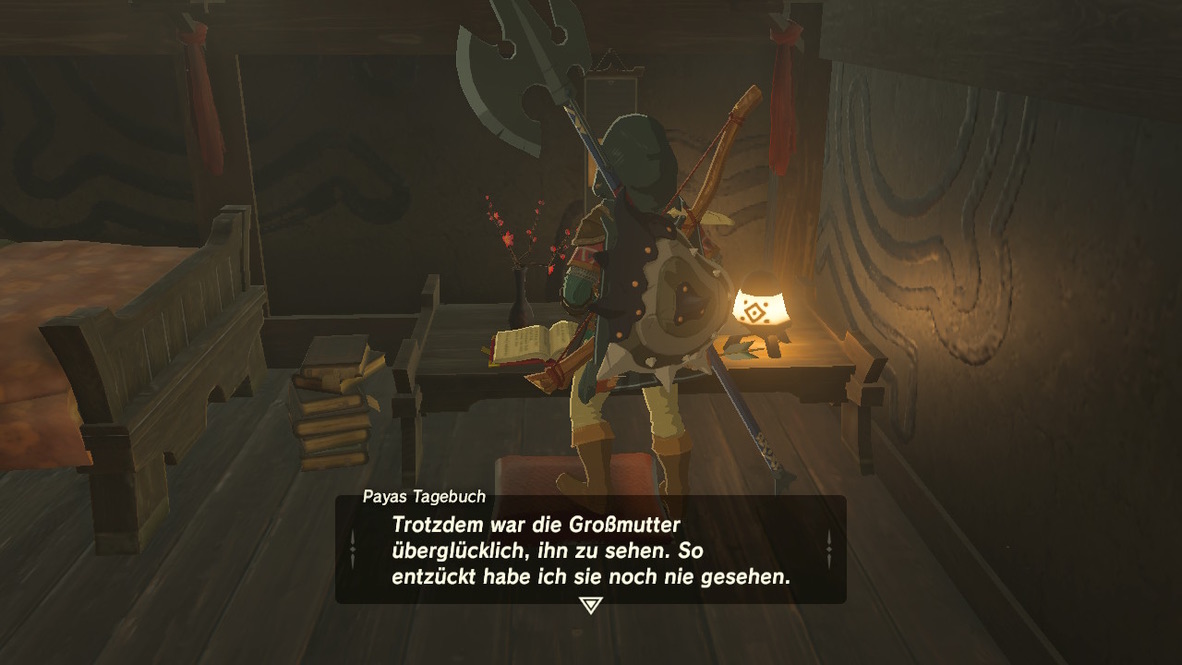 Payas Tagebuch
Trotzdem war die Großmutter
überglücklich, ihn zu sehen. So
entzückt habe ich sie noch nie gesehen.